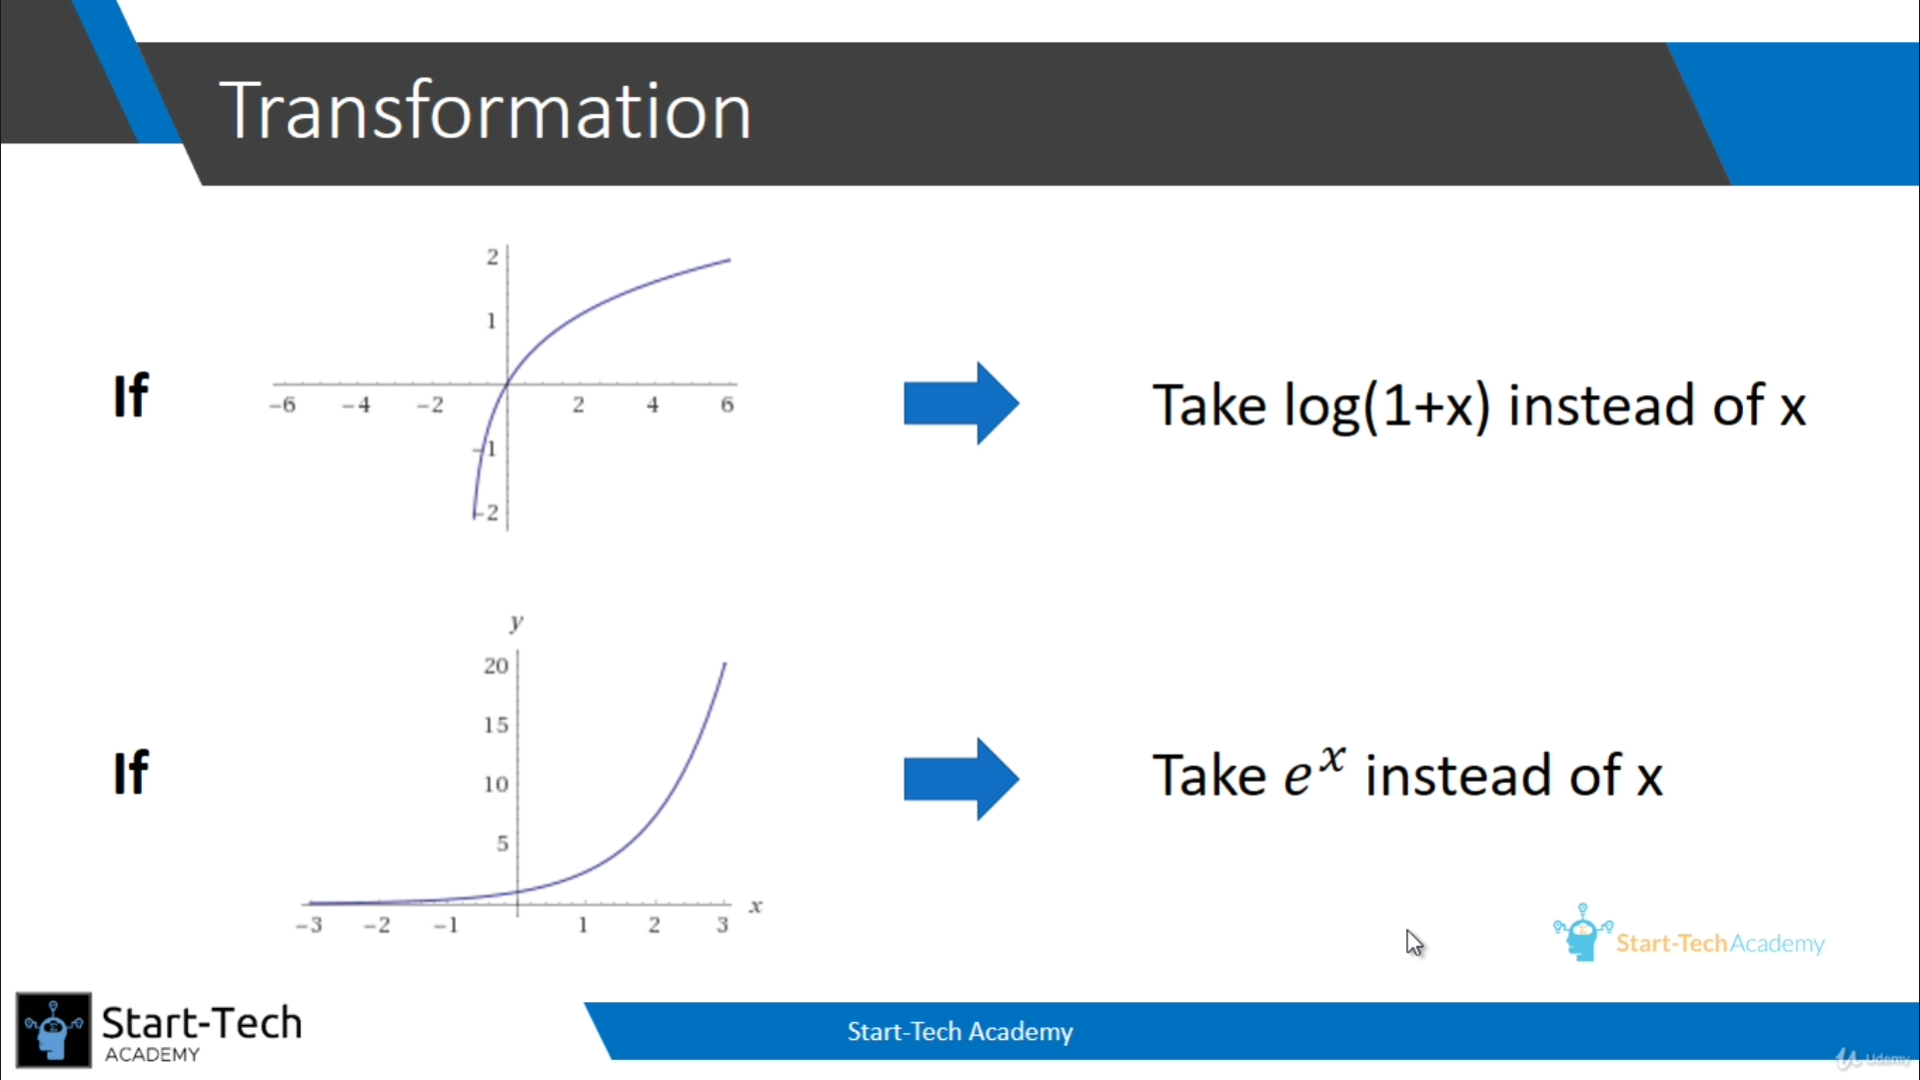 Transformation
2
1
If
−6 −4 −2 2 4 6
−1
−2
Take log(1+x) instead of x
y
20
15
10
5
If
−3 −2 −1 1 2 3 x
Take e^x instead of x
Start-TechAcademy
Start-Tech
ACADEMY
Start-Tech Academy
Udemy